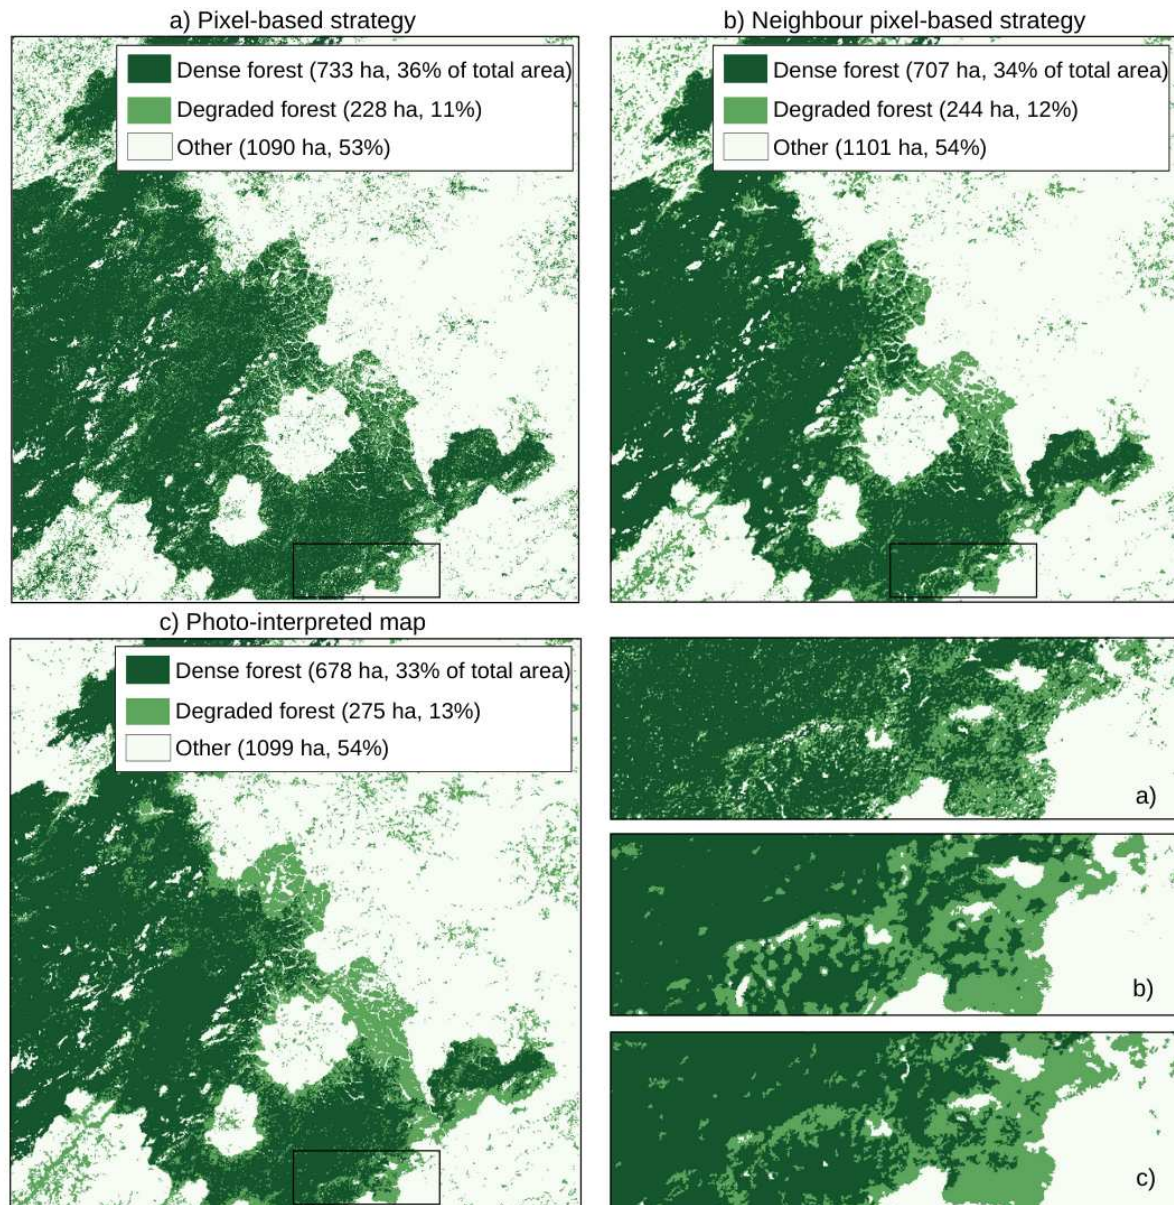 a) Pixel-based strategy
Dense forest (733 ha, 36% of total area)
Degraded forest (228 ha, 11%)
Other (1090 ha, 53%)
b) Neighbour pixel-based strategy
Dense forest (707 ha, 34% of total area)
Degraded forest (244 ha, 12%)
Other (1101 ha, 54%)
c) Photo-interpreted map
Dense forest (678 ha, 33% of total area)
Degraded forest (275 ha, 13%)
Other (1099 ha, 54%)
a)
b)
c)